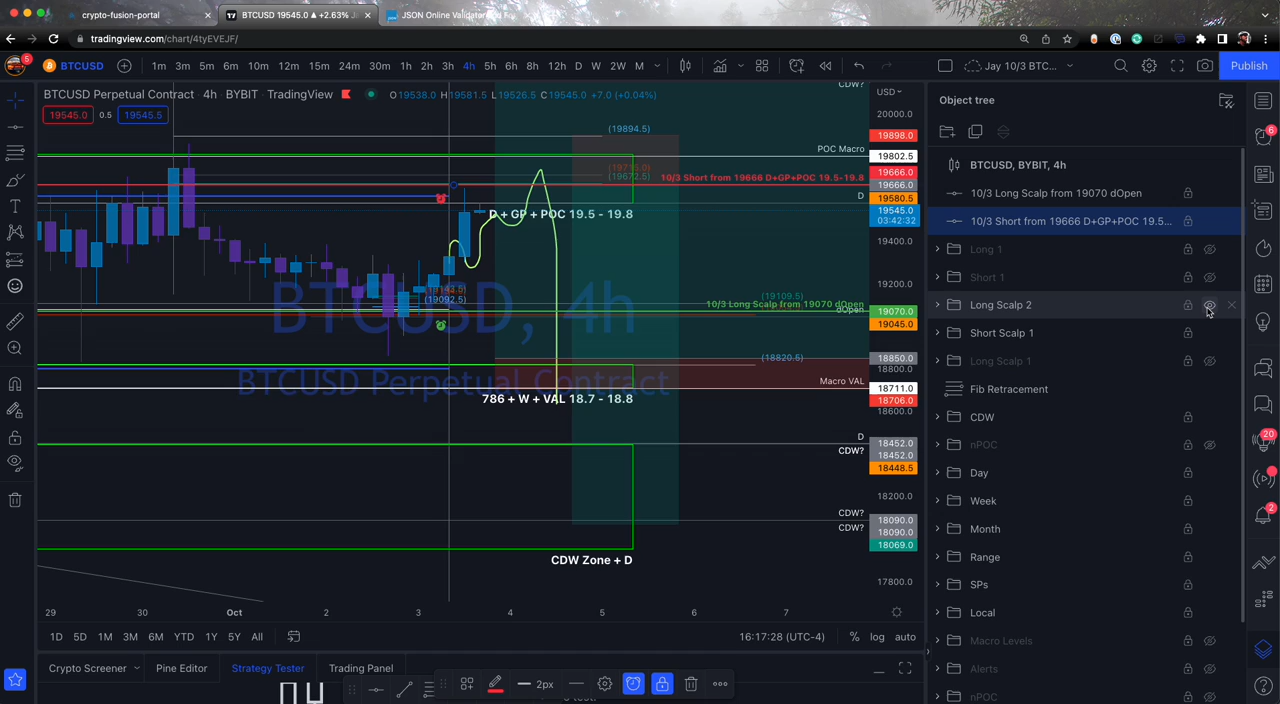 crypto-fusion-portal
BTCUSD 19545.0 ▲ +2.63%
JSON Online Validator
tradingview.com/chart/4tyEVEJF/
5
BTCUSD
1m 3m 5m 6m 10m 12m 15m 24m 30m 1h 2h 3h 4h 5h 6h 8h 12h D W 2W M
Jay 10/3 BTC...
Publish
BTCUSD Perpetual Contract · 4h · BYBIT · TradingView
O19538.0 H19581.5 L19526.5 C19545.0 +7.0 (+0.04%)
CDW?
USD
19545.0
0.5
19545.5
20000.0
(19894.5)
19898.0
POC Macro
19802.5
(19672.5)
10/3 Short from 19666 D+GP+POC 19.5-19.8
19666.0
19666.0
D
19580.5
19545.0
03:42:32
D + GP + POC 19.5 - 19.8
19400.0
BTCUSD, 4h
19200.0
(19092.5)
(19109.5)
10/3 Long Scalp from 19070 dOpen
dOpen
19070.0
19045.0
(18820.5)
18850.0
18800.0
BTCUSD Perpetual Contract
Macro VAL
18711.0
18706.0
786 + W + VAL 18.7 - 18.8
18600.0
D
18452.0
CDW?
18452.0
18448.5
18200.0
CDW?
18090.0
CDW?
18090.0
18069.0
CDW Zone + D
17800.0
29 30 Oct 2 3 4 5 6 7
1D 5D 1M 3M 6M YTD 1Y 5Y All
16:17:28 (UTC-4)
% log auto
Crypto Screener
Pine Editor
Strategy Tester
Trading Panel
2px
Object tree
BTCUSD, BYBIT, 4h
10/3 Long Scalp from 19070 dOpen
10/3 Short from 19666 D+GP+POC 19.5...
Long 1
Short 1
Long Scalp 2
Short Scalp 1
Long Scalp 1
Fib Retracement
CDW
nPOC
Day
Week
Month
Range
SPs
Local
Macro Levels
Alerts
nPOC
6
20
2